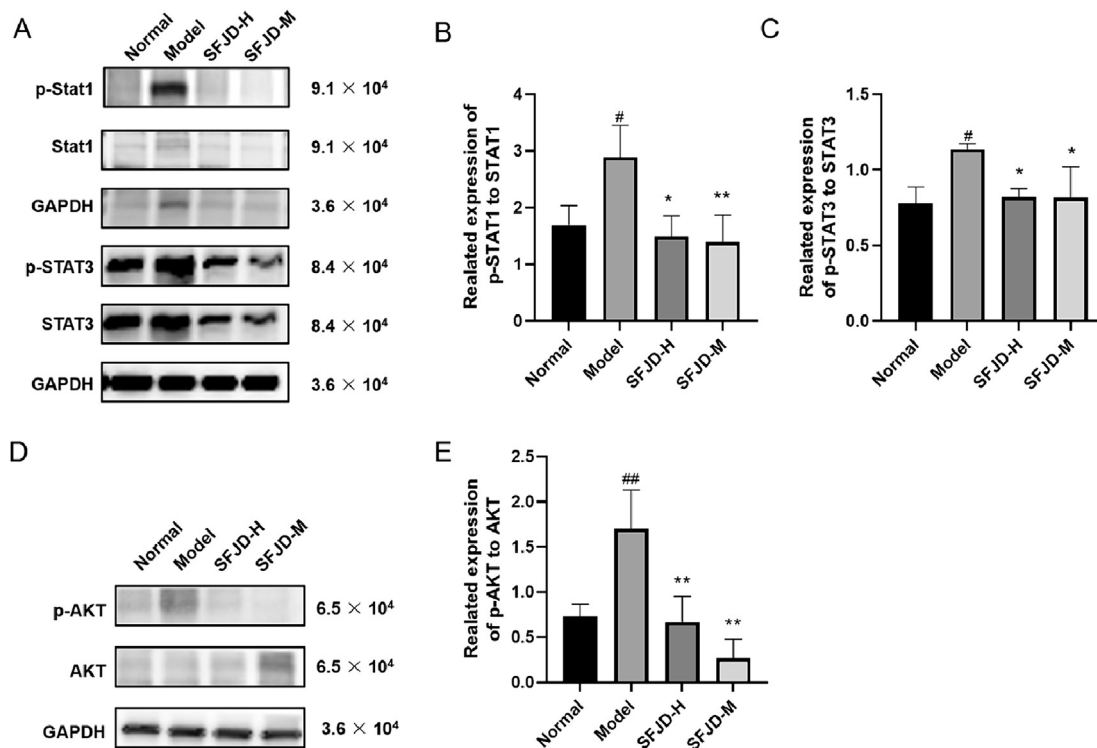 A
Normal
Model
SFJD-H
SFJD-M
p-Stat1
9.1 × 10⁴
Stat1
9.1 × 10⁴
GAPDH
3.6 × 10⁴
p-STAT3
8.4 × 10⁴
STAT3
8.4 × 10⁴
GAPDH
3.6 × 10⁴
B
Realated expression of
p-STAT1 to STAT1
4
3
2
1
0
#
*
**
Normal
Model
SFJD-H
SFJD-M
C
Realated expression
of p-STAT3 to STAT3
1.5
1.0
0.5
0.0
#
*
*
Normal
Model
SFJD-H
SFJD-M
D
Normal
Model
SFJD-H
SFJD-M
p-AKT
6.5 × 10⁴
AKT
6.5 × 10⁴
GAPDH
3.6 × 10⁴
E
Realated expression
of p-AKT to AKT
2.5
2.0
1.5
1.0
0.5
0.0
##
**
**
Normal
Model
SFJD-H
SFJD-M